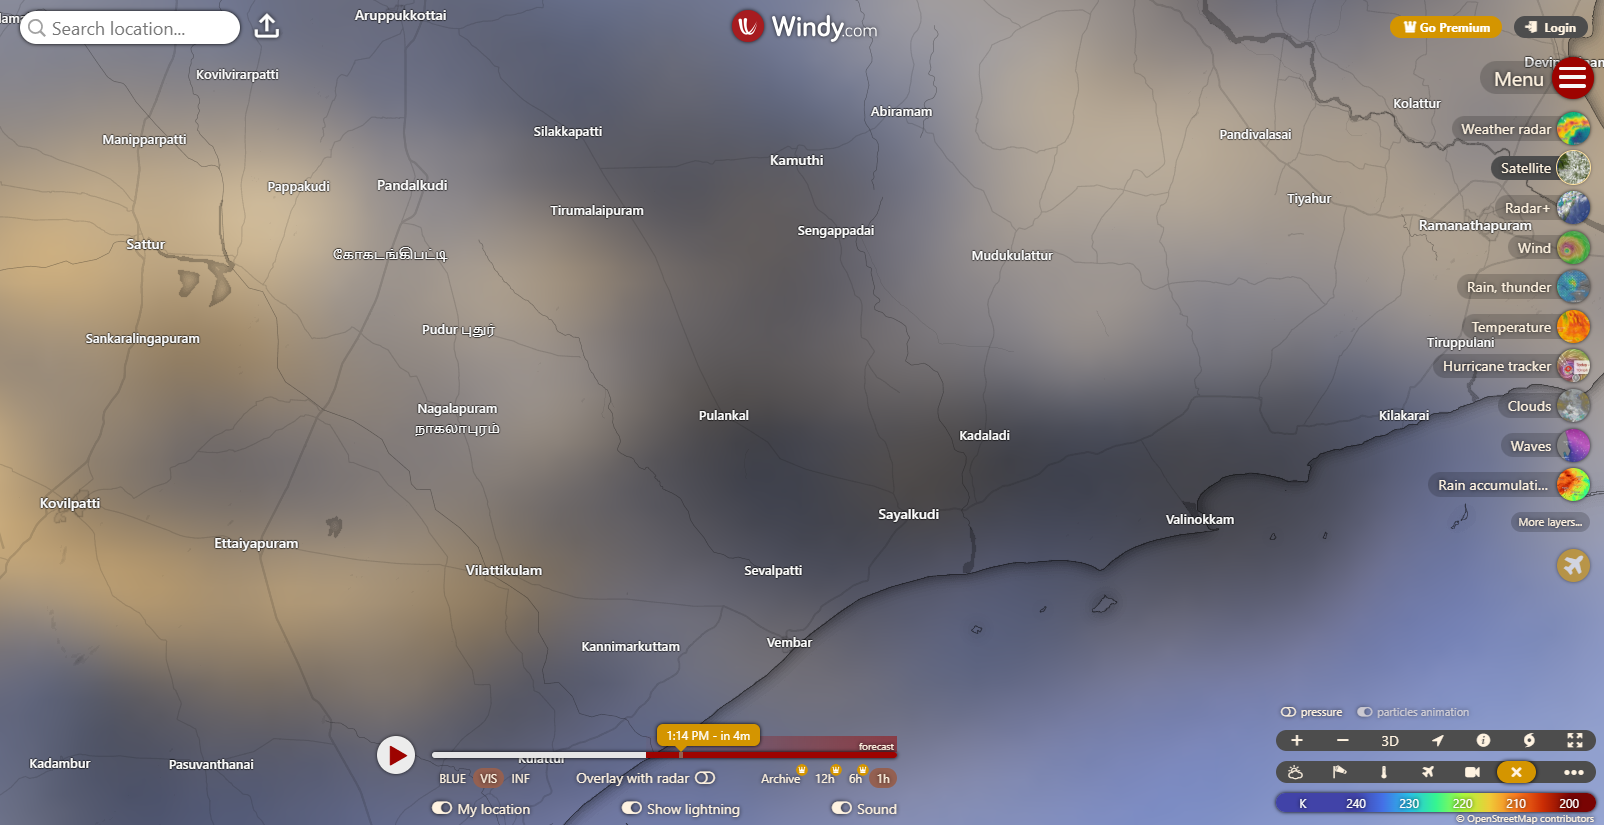 Search location...
Aruppukkottai
Windy.com
Go Premium
Login
Menu
Kovilvirarpatti
Abiramam
Kolattur
Manipparpatti
Silakkapatti
Pandivalasai
Weather radar
Kamuthi
Satellite
Pappakudi
Pandalkudi
Tirumalaipuram
Tiyahur
Radar+
Sengappadai
Ramanathapuram
Sattur
கோகடங்கிபட்டி
Mudukulattur
Wind
Rain, thunder
Pudur புதுர்
Temperature
Sankaralingapuram
Tiruppulani
Hurricane tracker
Nagalapuram
நாகலாபுரம்
Pulankal
Kilakarai
Clouds
Kadaladi
Waves
Rain accumulati...
Kovilpatti
Sayalkudi
Valinokkam
More layers...
Ettaiyapuram
Vilattikulam
Sevalpatti
Kannimarkuttam
Vembar
pressure
particles animation
1:14 PM - in 4m
forecast
3D
Kadambur
Pasuvanthanai
Kulattur
BLUE
VIS
INF
Overlay with radar
Archive
12h
6h
1h
My location
Show lightning
Sound
K 240 230 220 210 200
© OpenStreetMap contributors